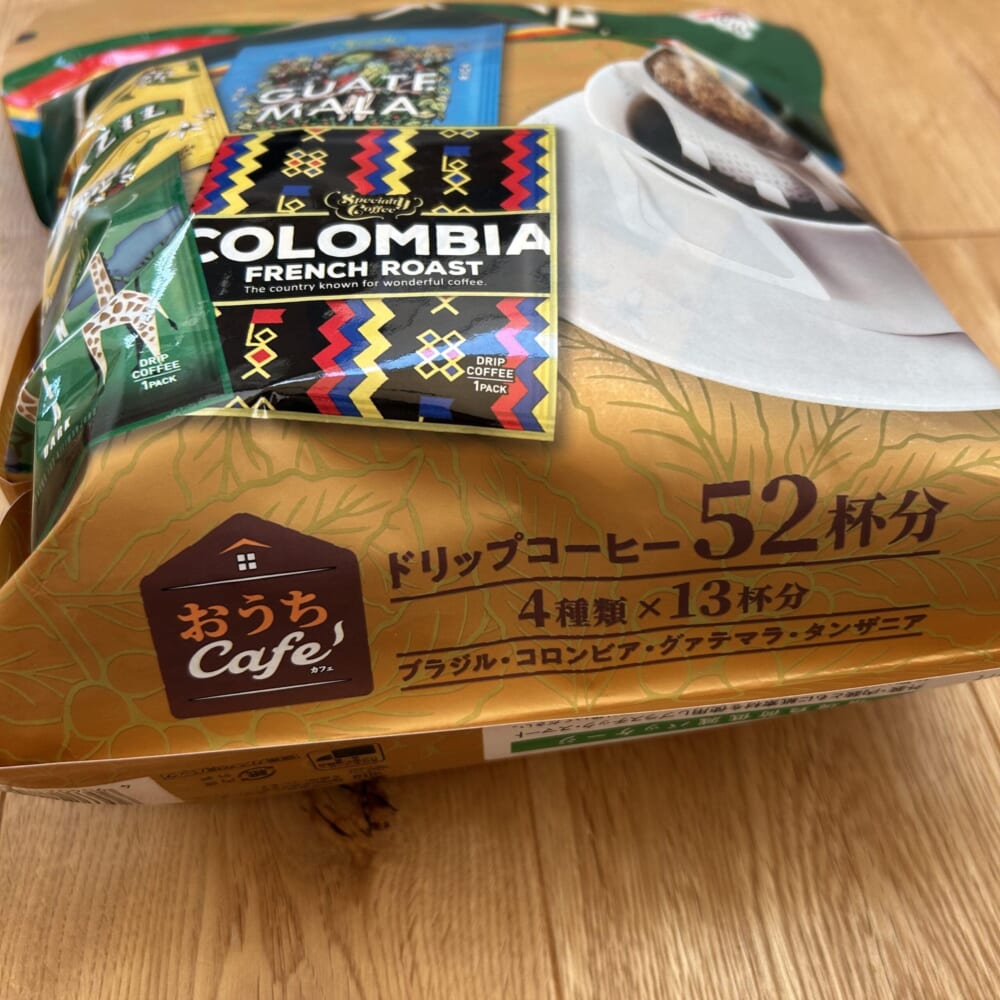 GUATE
MALA
RICH
AZIL
Specialty
Coffee
COLOMBIA
FRENCH ROAST
The country known for wonderful coffee.
DRIP
COFFEE
1PACK
DRIP
COFFEE
1PACK
DARK
おうち
Cafe
カフェ
ドリップコーヒー52杯分
4種類×13杯分
ブラジル・コロンビア・グァテマラ・タンザニア